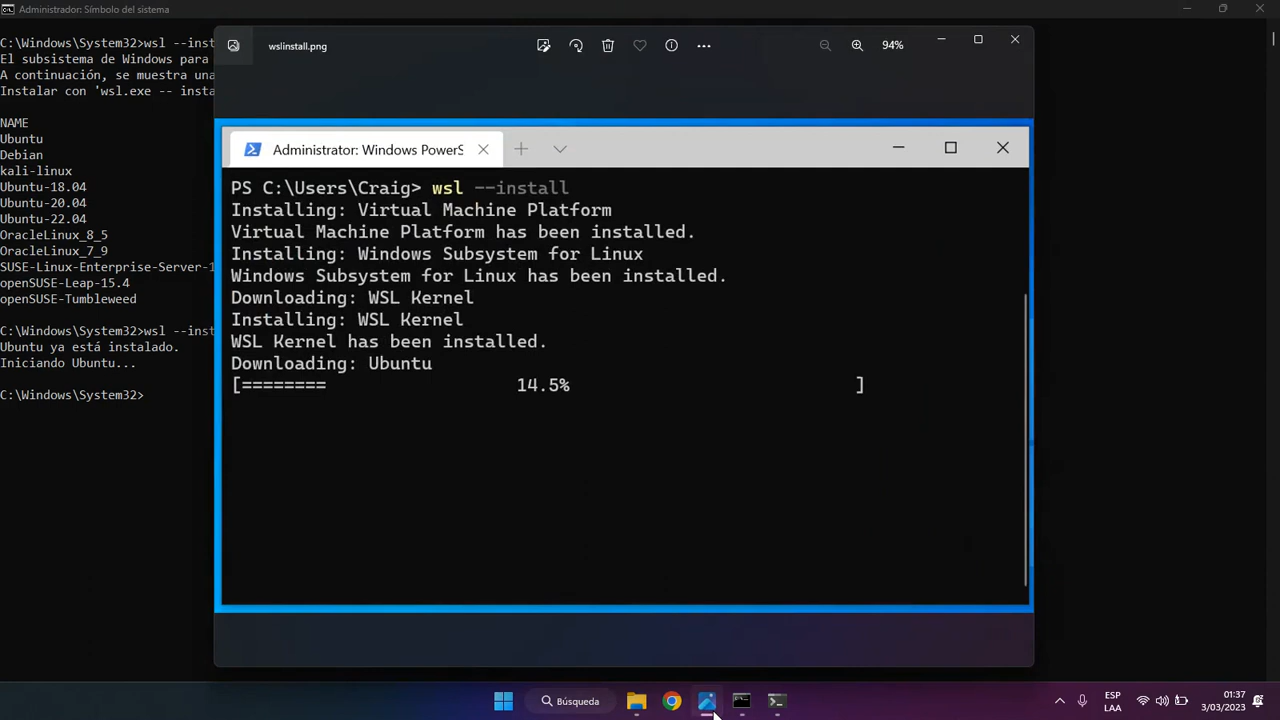 Administrador: Símbolo del sistema
C:\Windows\System32>wsl --inst
El subsistema de Windows para
A continuación, se muestra una
Instalar con 'wsl.exe -- insta
NAME
Ubuntu
Debian
kali-linux
Ubuntu-18.04
Ubuntu-20.04
Ubuntu-22.04
OracleLinux_8_5
OracleLinux_7_9
SUSE-Linux-Enterprise-Server-1
openSUSE-Leap-15.4
openSUSE-Tumbleweed
C:\Windows\System32>wsl --inst
Ubuntu ya está instalado.
Iniciando Ubuntu...
C:\Windows\System32>
wslinstall.png
94%
Administrator: Windows PowerS
PS C:\Users\Craig> wsl --install
Installing: Virtual Machine Platform
Virtual Machine Platform has been installed.
Installing: Windows Subsystem for Linux
Windows Subsystem for Linux has been installed.
Downloading: WSL Kernel
Installing: WSL Kernel
WSL Kernel has been installed.
Downloading: Ubuntu
[======== 14.5% ]
Búsqueda
ESP
LAA
01:37
3/03/2023